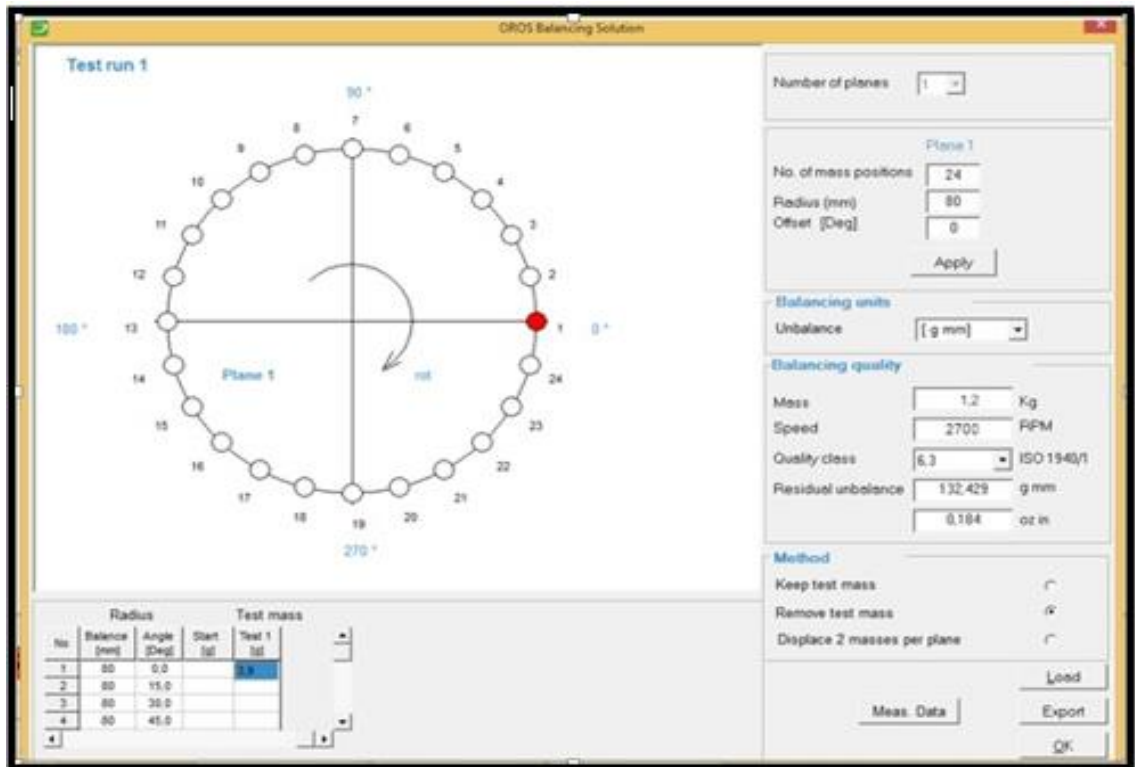 OROS Balancing Solution
Test run 1
90 °
7
8
6
9
5
10
4
11
3
12
2
180 °
13
1
0 °
14
24
Plane 1
rot
15
23
16
22
17
21
18
20
19
270 °
Number of planes 1
Plane 1
No. of mass positions 24
Radius (mm) 80
Offset [Deg] 0
Apply
Balancing units
Unbalance [ g mm]
Balancing quality
Mass 1,2 Kg
Speed 2700 RPM
Quality class 6,3 ISO 1940/1
Residual unbalance 132,429 g mm
0,184 oz in
Method
Keep test mass
Remove test mass
Displace 2 masses per plane
Load
Meas. Data Export
OK
Radius Test mass
No Balance [mm] Angle [Deg] Start [g] Test 1 [g]
1 80 0,0
2 80 15,0
3 80 30,0
4 80 45,0